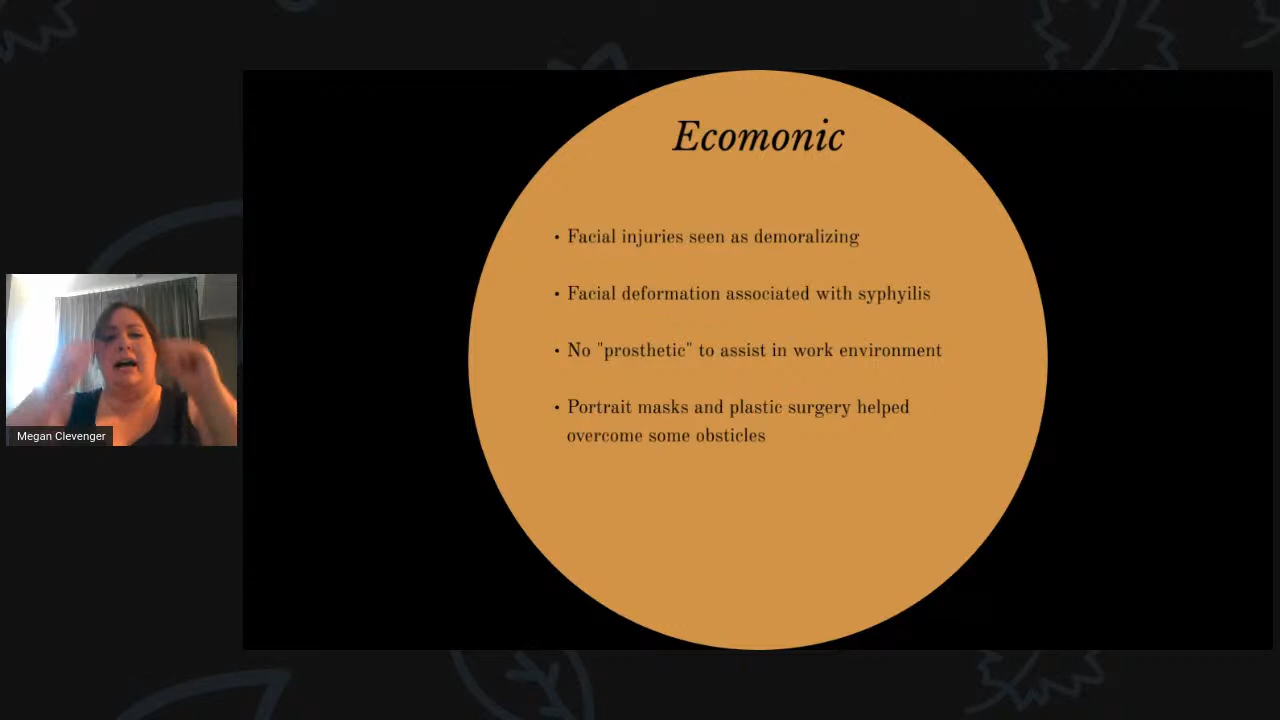 Ecomonic
• Facial injuries seen as demoralizing
• Facial deformation associated with syphyilis
• No "prosthetic" to assist in work environment
• Portrait masks and plastic surgery helped
overcome some obsticles
Megan Clevenger